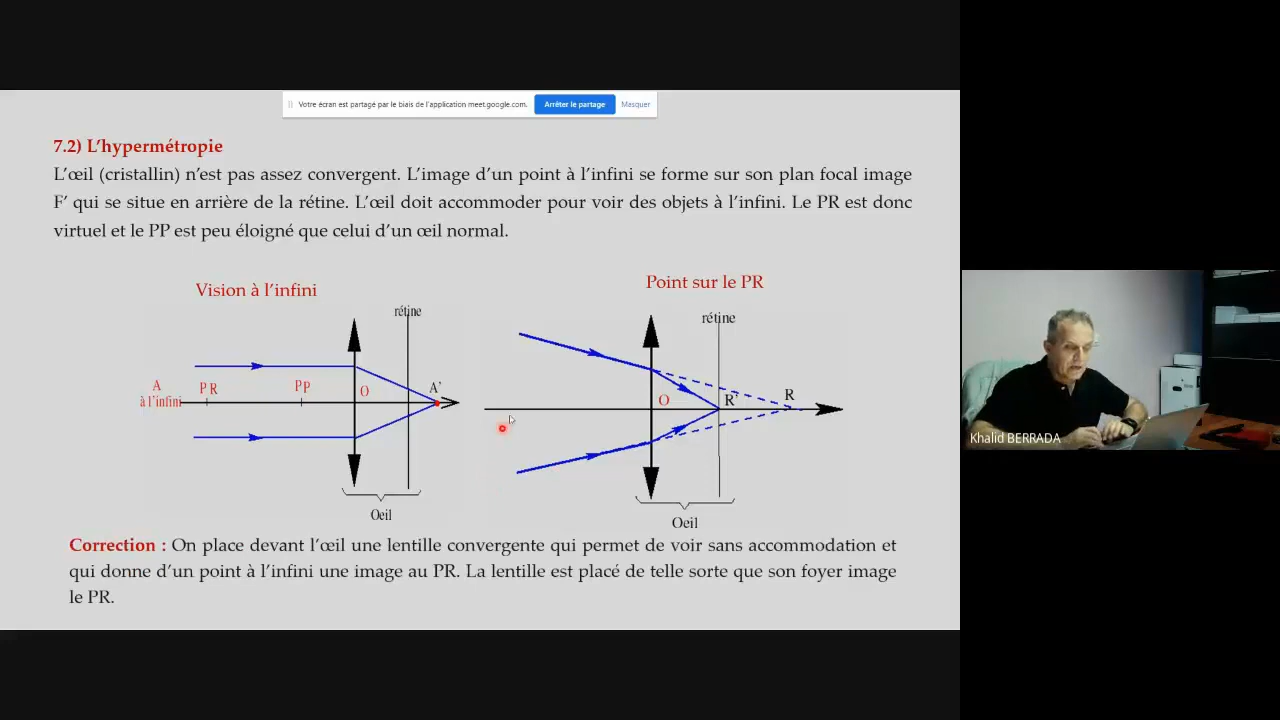 Votre écran est partagé par le biais de l'application meet.google.com.
Arrêter le partage
Masquer
7.2) L'hypermétropie
L'œil (cristallin) n'est pas assez convergent. L'image d'un point à l'infini se forme sur son plan focal image
F' qui se situe en arrière de la rétine. L'œil doit accommoder pour voir des objets à l'infini. Le PR est donc
virtuel et le PP est peu éloigné que celui d'un œil normal.
Vision à l'infini
Point sur le PR
rétine
rétine
A
à l'infini
PR
PP
O
A'
O
R'
R
Oeil
Oeil
Correction : On place devant l'œil une lentille convergente qui permet de voir sans accommodation et
qui donne d'un point à l'infini une image au PR. La lentille est placé de telle sorte que son foyer image
le PR.
Khalid BERRADA